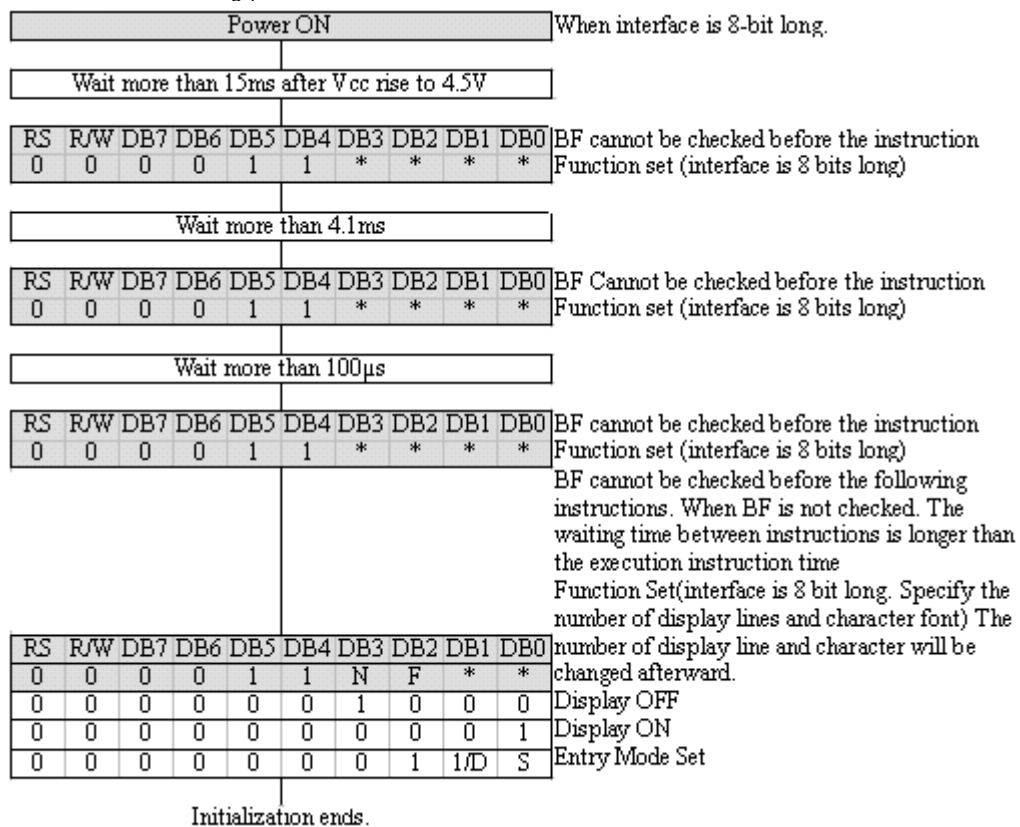 Power ON
When interface is 8-bit long.
Wait more than 15ms after Vcc rise to 4.5V
RS R/W DB7 DB6 DB5 DB4 DB3 DB2 DB1 DB0 BF cannot be checked before the instruction
0 0 0 0 1 1 * * * * Function set (interface is 8 bits long)
Wait more than 4.1ms
RS R/W DB7 DB6 DB5 DB4 DB3 DB2 DB1 DB0 BF Cannot be checked before the instruction
0 0 0 0 1 1 * * * * Function set (interface is 8 bits long)
Wait more than 100μs
RS R/W DB7 DB6 DB5 DB4 DB3 DB2 DB1 DB0 BF cannot be checked before the instruction
0 0 0 0 1 1 * * * * Function set (interface is 8 bits long)
BF cannot be checked before the following
instructions. When BF is not checked. The
waiting time between instructions is longer than
the execution instruction time
Function Set(interface is 8 bit long. Specify the
number of display lines and character font) The
RS R/W DB7 DB6 DB5 DB4 DB3 DB2 DB1 DB0 number of display line and character will be
0 0 0 0 1 1 N F * * changed afterward.
0 0 0 0 0 0 1 0 0 0 Display OFF
0 0 0 0 0 0 0 0 0 1 Display ON
0 0 0 0 0 0 0 1 1/D S Entry Mode Set
Initialization ends.